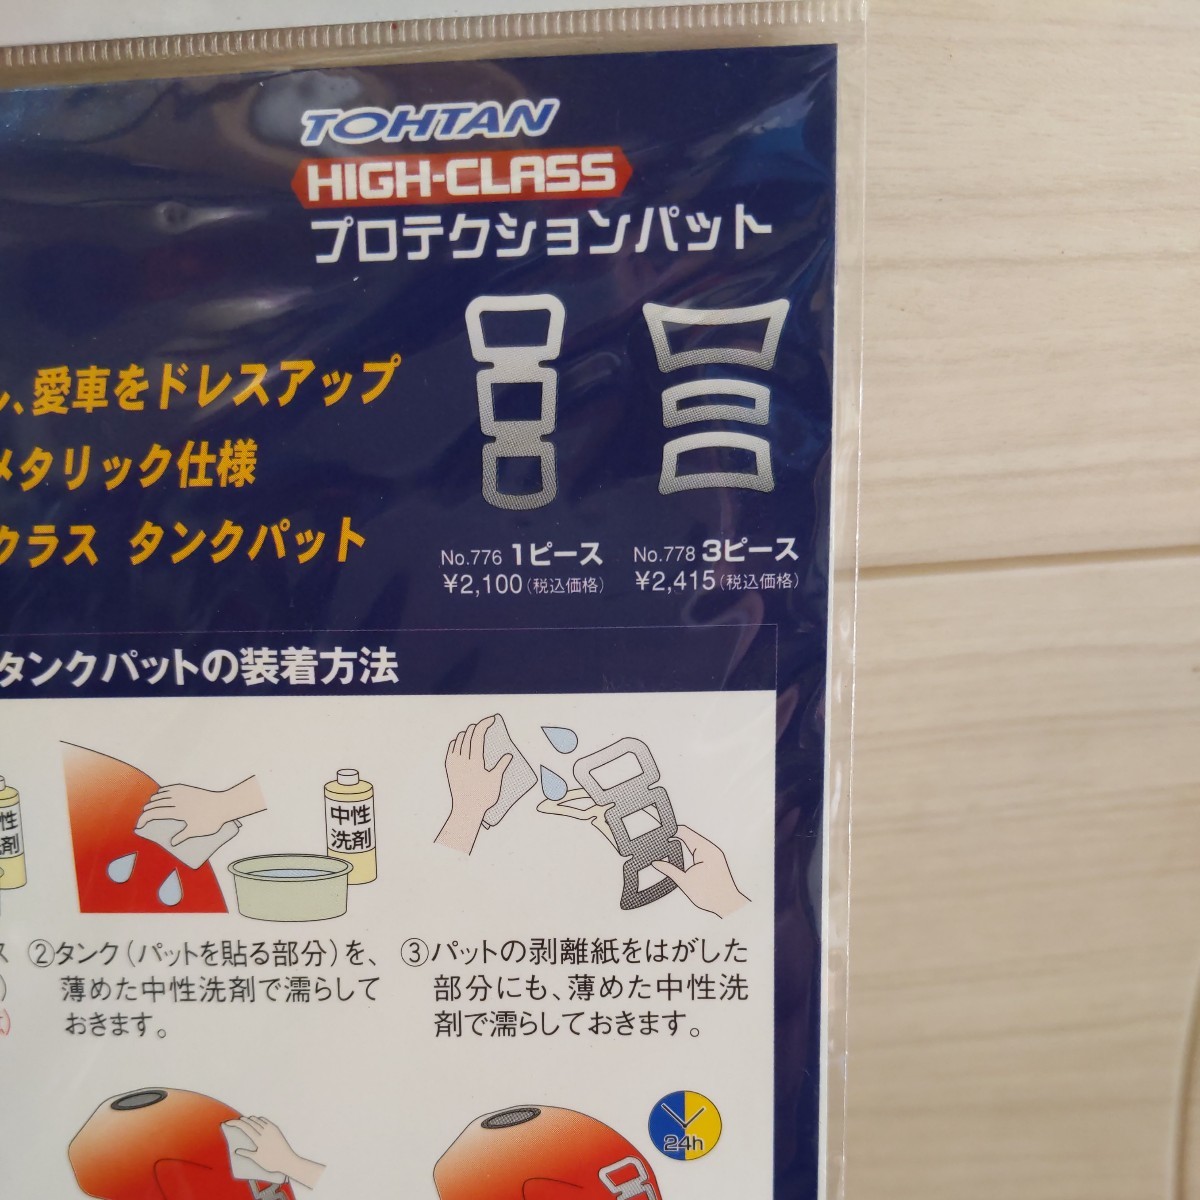 TOHTAN
HIGH-CLASS
プロテクションパット
、愛車をドレスアップ
メタリック仕様
クラス タンクパット
No.776 1ピース
¥2,100(税込価格)
No.778 3ピース
¥2,415(税込価格)
タンクパットの装着方法
性
剤
中性
洗剤
ス
)
②タンク(パットを貼る部分)を、
薄めた中性洗剤で濡らして
おきます。
③パットの剥離紙をはがした
部分にも、薄めた中性洗
剤で濡らしておきます。
24h